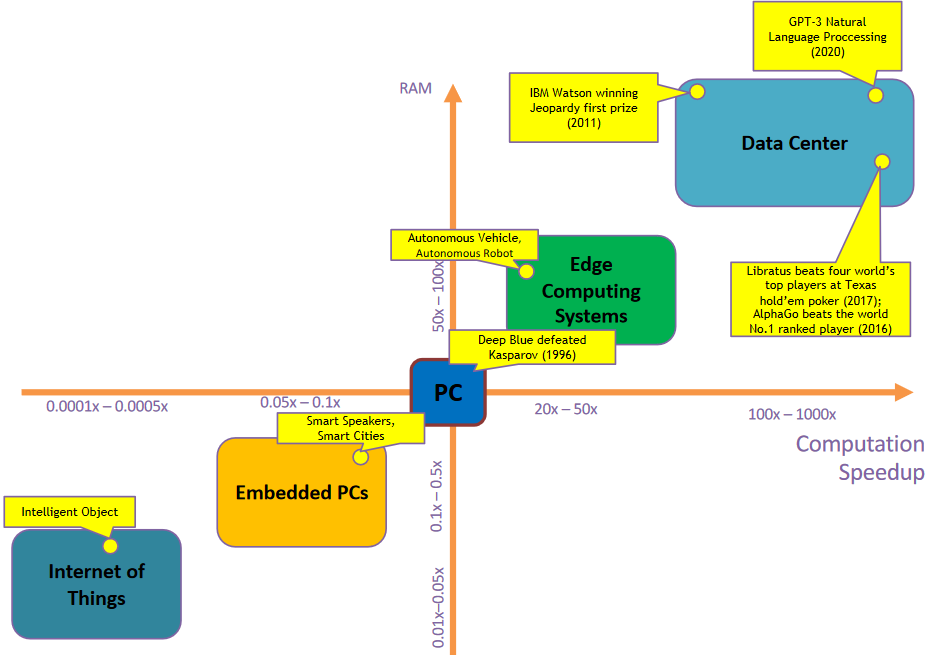 GPT-3 Natural
Language Proccessing
(2020)
RAM
IBM Watson winning
Jeopardy first prize
(2011)
Data Center
Autonomous Vehicle,
Autonomous Robot
Edge
Computing
Systems
50x – 100x
Libratus beats four world's
top players at Texas
hold'em poker (2017);
AlphaGo beats the world
No.1 ranked player (2016)
Deep Blue defeated
Kasparov (1996)
PC
0.0001x – 0.0005x
0.05x – 0.1x
20x – 50x
100x – 1000x
Computation
Speedup
Smart Speakers,
Smart Cities
Embedded PCs
0.1x – 0.5x
Intelligent Object
Internet of
Things
0.01x–0.05x